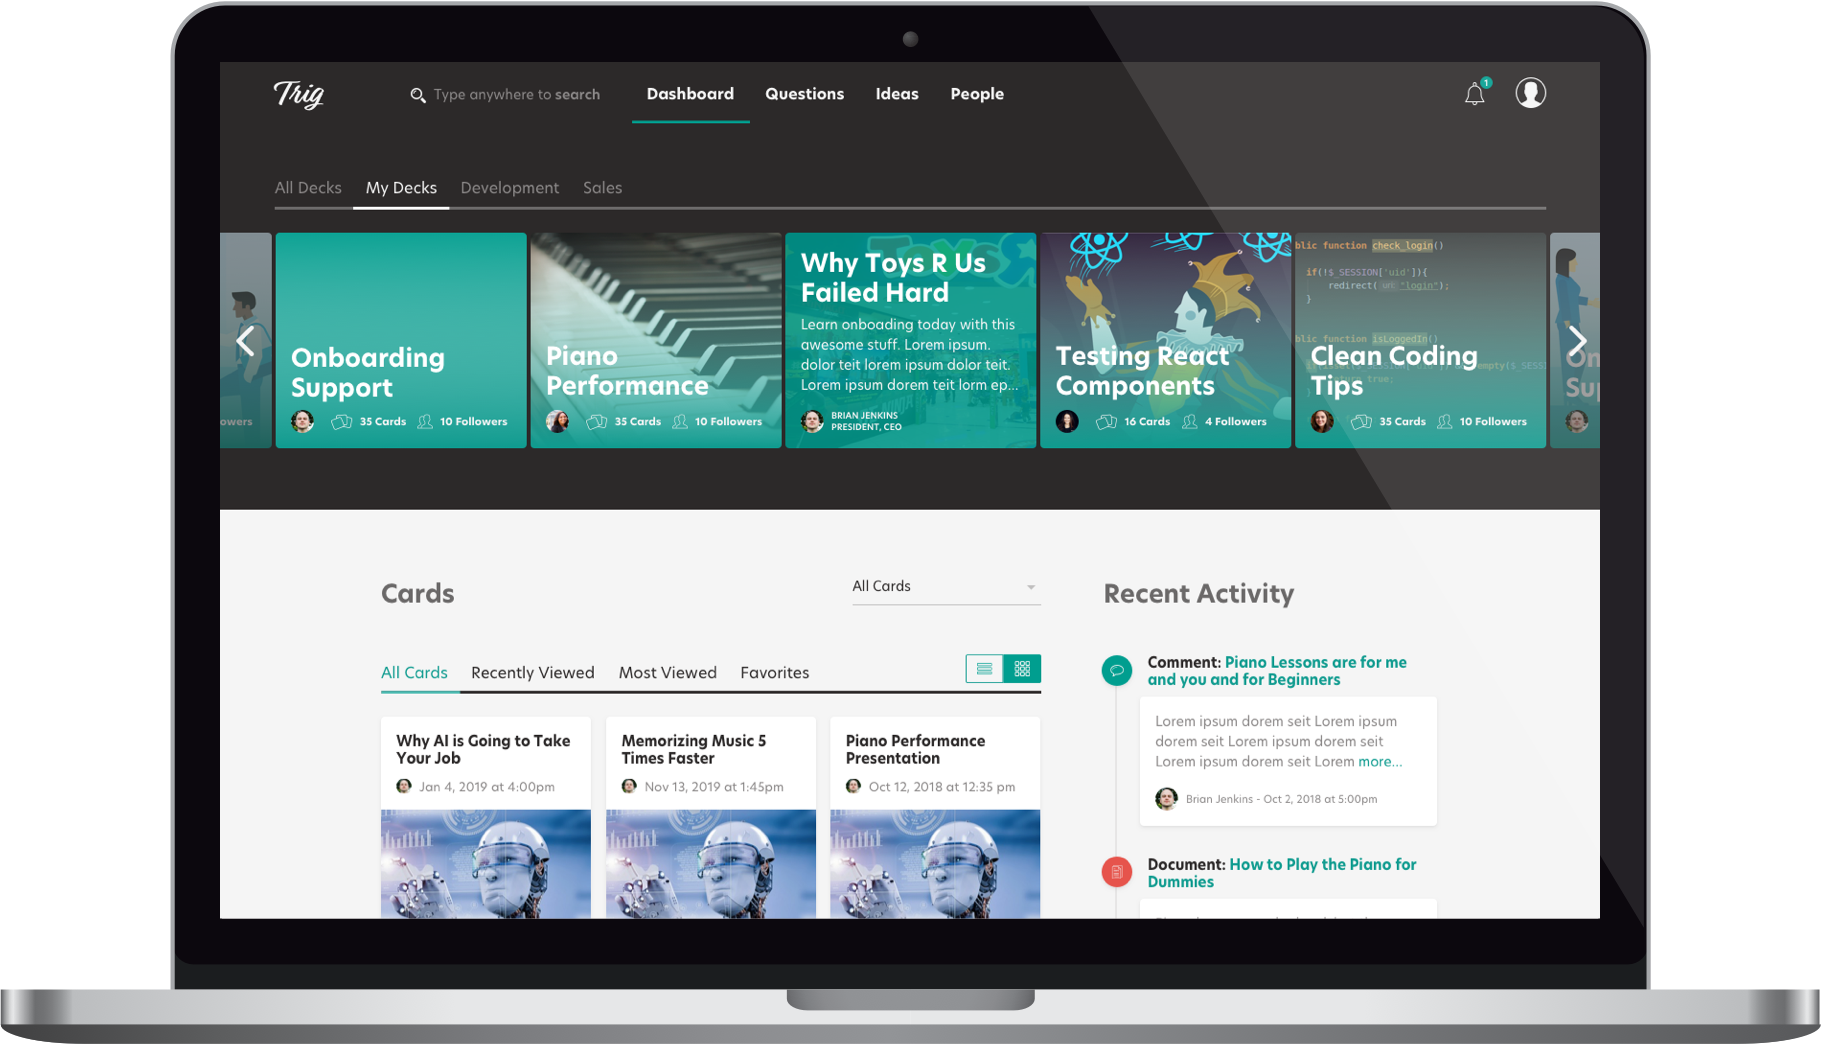 Trig
Type anywhere to search
Dashboard
Questions
Ideas
People
1
All Decks
My Decks
Development
Sales
Onboarding
Support
35 Cards
10 Followers
Piano
Performance
35 Cards
10 Followers
Why Toys R Us
Failed Hard
Learn onboading today with this
awesome stuff. Lorem ipsum.
dolor teit lorem ipsum dolor teit.
Lorem ipsum dorem teit lorm ep...
BRIAN JENKINS
PRESIDENT, CEO
Testing React
Components
16 Cards
4 Followers
blic function check_login()
if(!$_SESSION['uid']){
redirect( url: "login");
}
blic function isLoggedIn()
Clean Coding
Tips
35 Cards
10 Followers
Cards
All Cards
All Cards
Recently Viewed
Most Viewed
Favorites
Why AI is Going to Take
Your Job
Jan 4, 2019 at 4:00pm
Memorizing Music 5
Times Faster
Nov 13, 2019 at 1:45pm
Piano Performance
Presentation
Oct 12, 2018 at 12:35 pm
Recent Activity
Comment: Piano Lessons are for me
and you and for Beginners
Lorem ipsum dorem seit Lorem ipsum
dorem seit Lorem ipsum dorem seit
Lorem ipsum dorem seit Lorem more...
Brian Jenkins - Oct 2, 2018 at 5:00pm
Document: How to Play the Piano for
Dummies